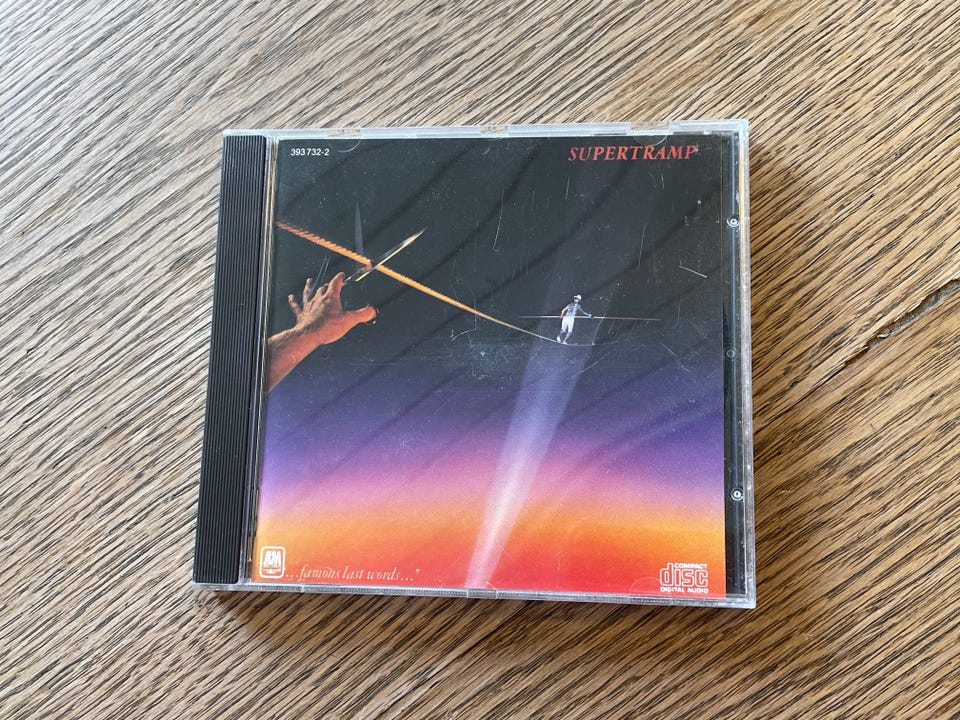 393 732-2
SUPERTRAMP
A&M
"...famous last words..."
COMPACT
disc
DIGITAL AUDIO